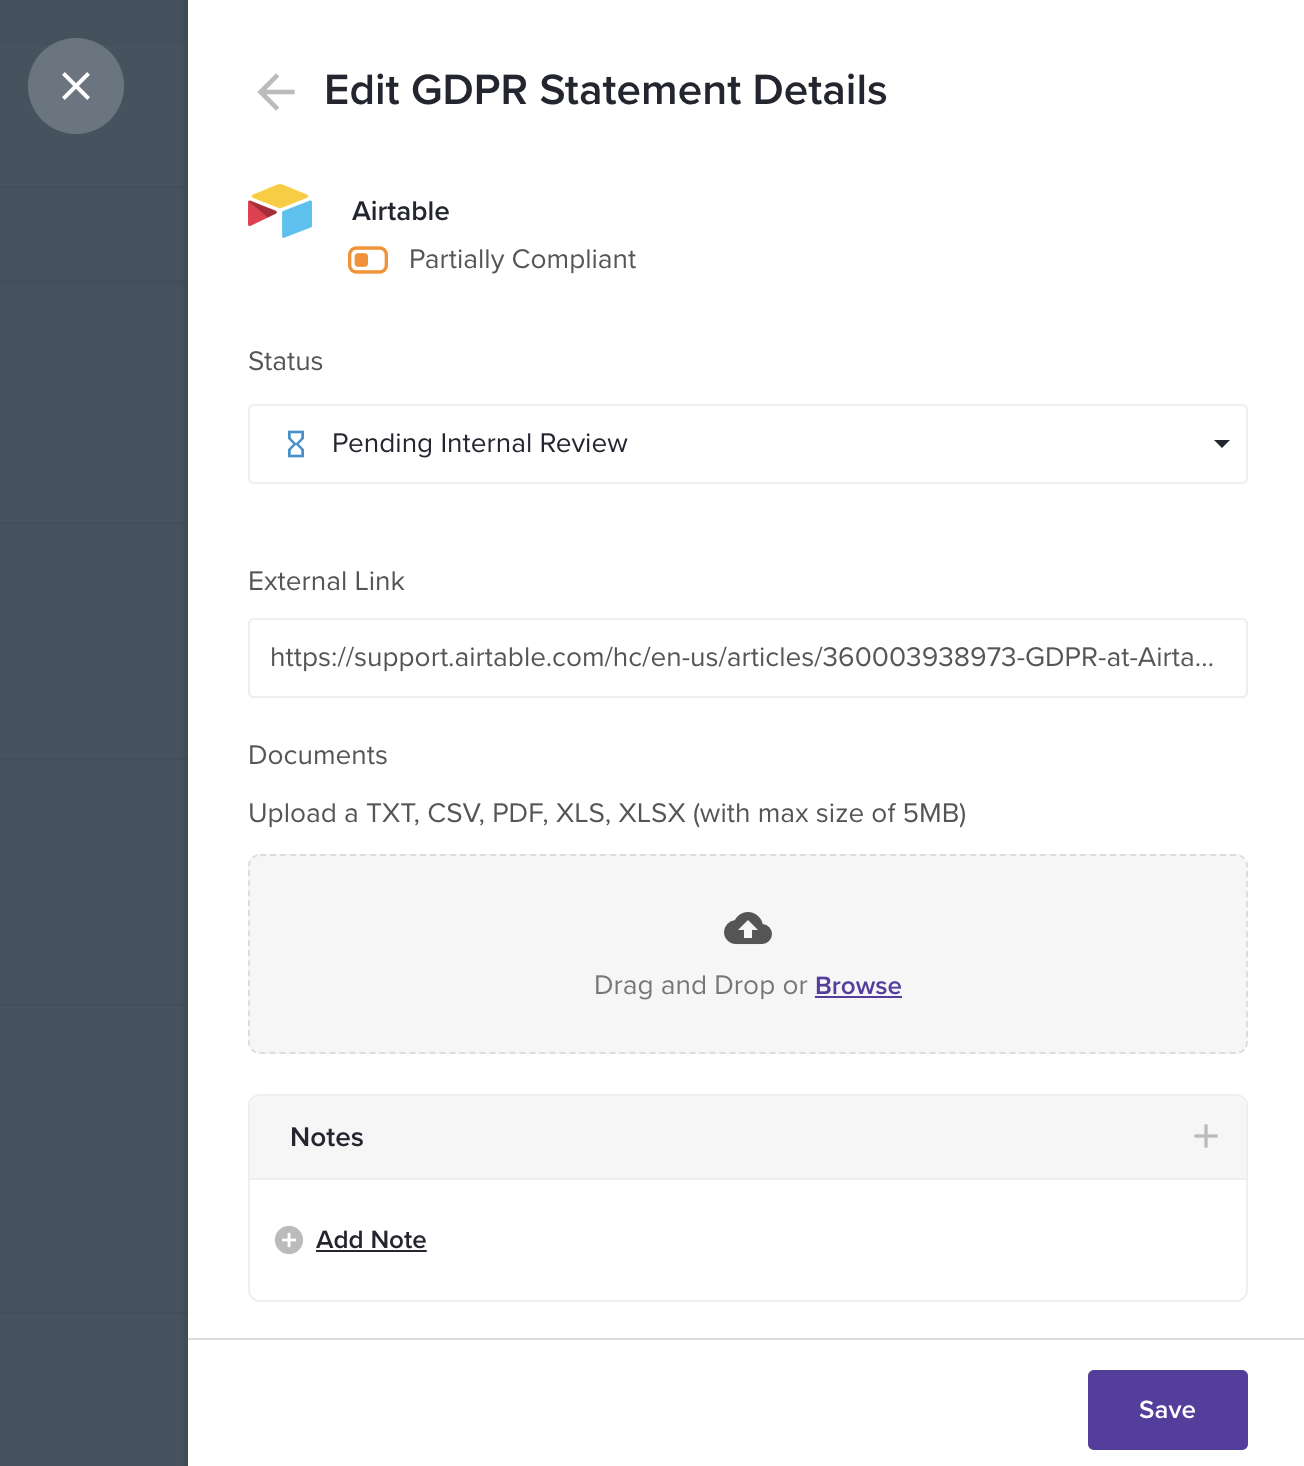 Edit GDPR Statement Details
Airtable
Partially Compliant
Status
Pending Internal Review
External Link
https://support.airtable.com/hc/en-us/articles/360003938973-GDPR-at-Airta...
Documents
Upload a TXT, CSV, PDF, XLS, XLSX (with max size of 5MB)
Drag and Drop or Browse
Notes
Add Note
Save